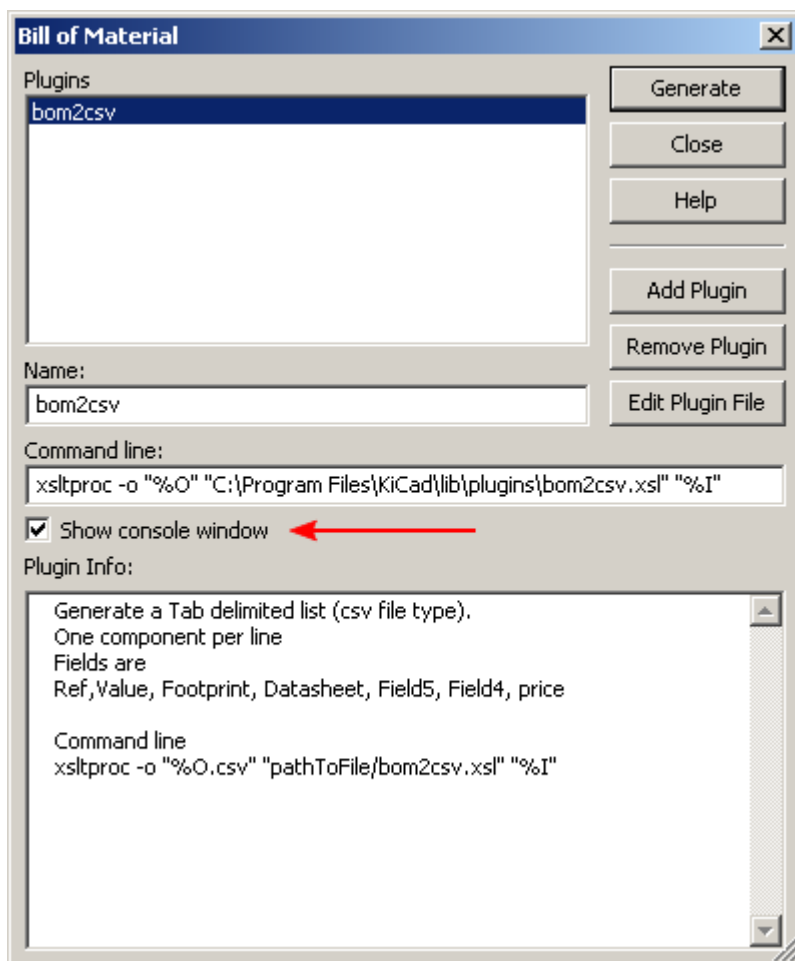 Bill of Material
Plugins
bom2csv
Generate
Close
Help
Add Plugin
Remove Plugin
Edit Plugin File
Name:
bom2csv
Command line:
xsltproc -o "%O" "C:\Program Files\KiCad\lib\plugins\bom2csv.xsl" "%I"
Show console window
Plugin Info:
Generate a Tab delimited list (csv file type).
One component per line
Fields are
Ref,Value, Footprint, Datasheet, Field5, Field4, price
Command line
xsltproc -o "%O.csv" "pathToFile/bom2csv.xsl" "%I"